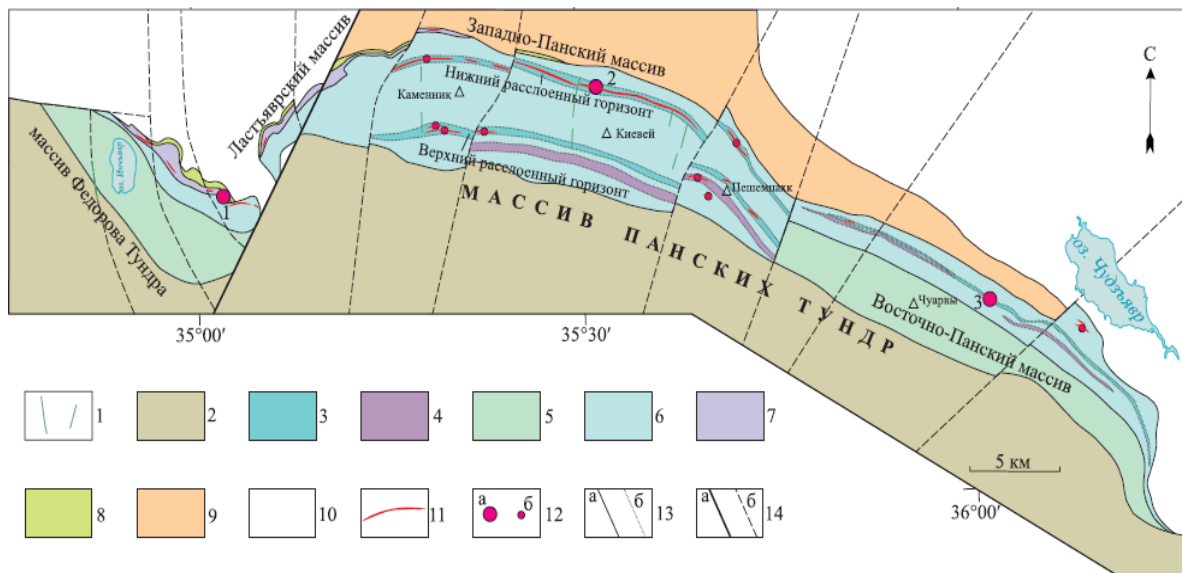 Западно-Панский массив
С
Ластъяврский массив
2
Нижний расслоенный горизонт
Каменник
Киевей
массив Федорова Тундра
1
Верхний расслоенный горизонт
Пешемпахк
МАССИВ ПАНСКИХ ТУНДР
оз. Чудзъявр
Чуарвы
3
Восточно-Панский массив
35°00′
35°50′
5 км
36°00′
1
2
3
4
5
6
7
8
9
10
11
а
б
12
а
б
13
а
б
14